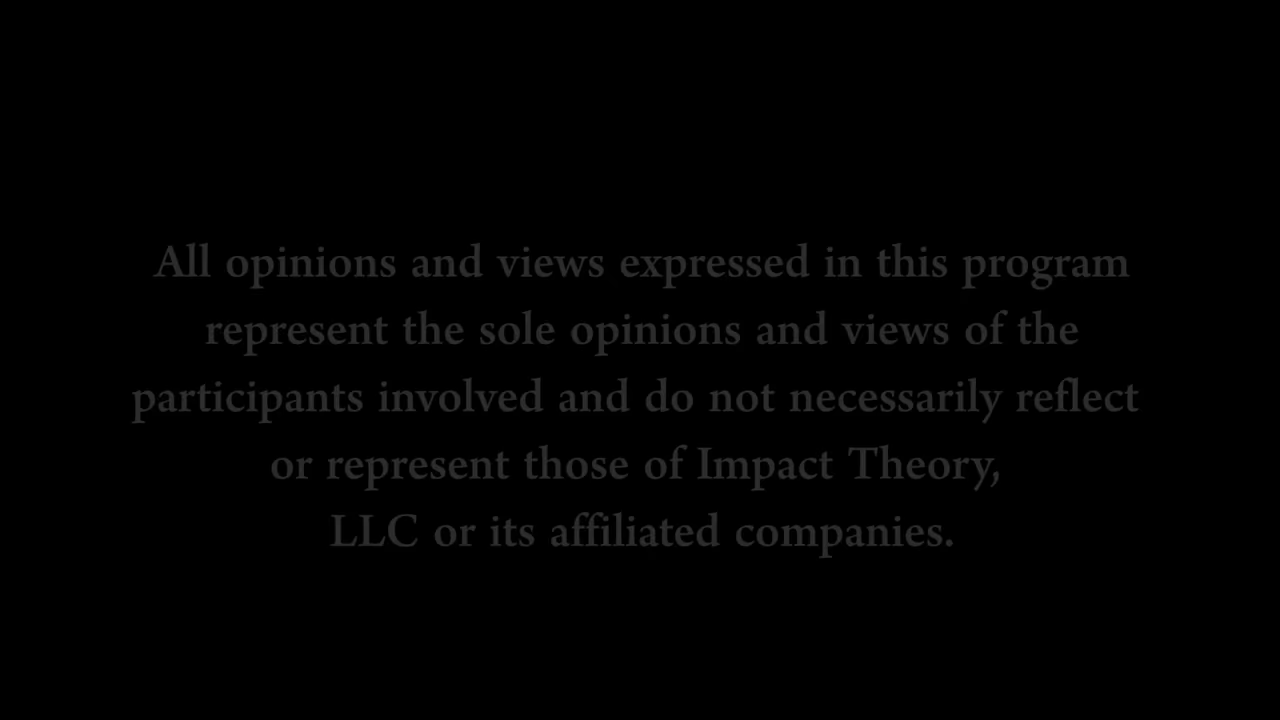 All opinions and views expressed in this program
represent the sole opinions and views of the
participants involved and do not necessarily reflect
or represent those of Impact Theory,
LLC or its affiliated companies.